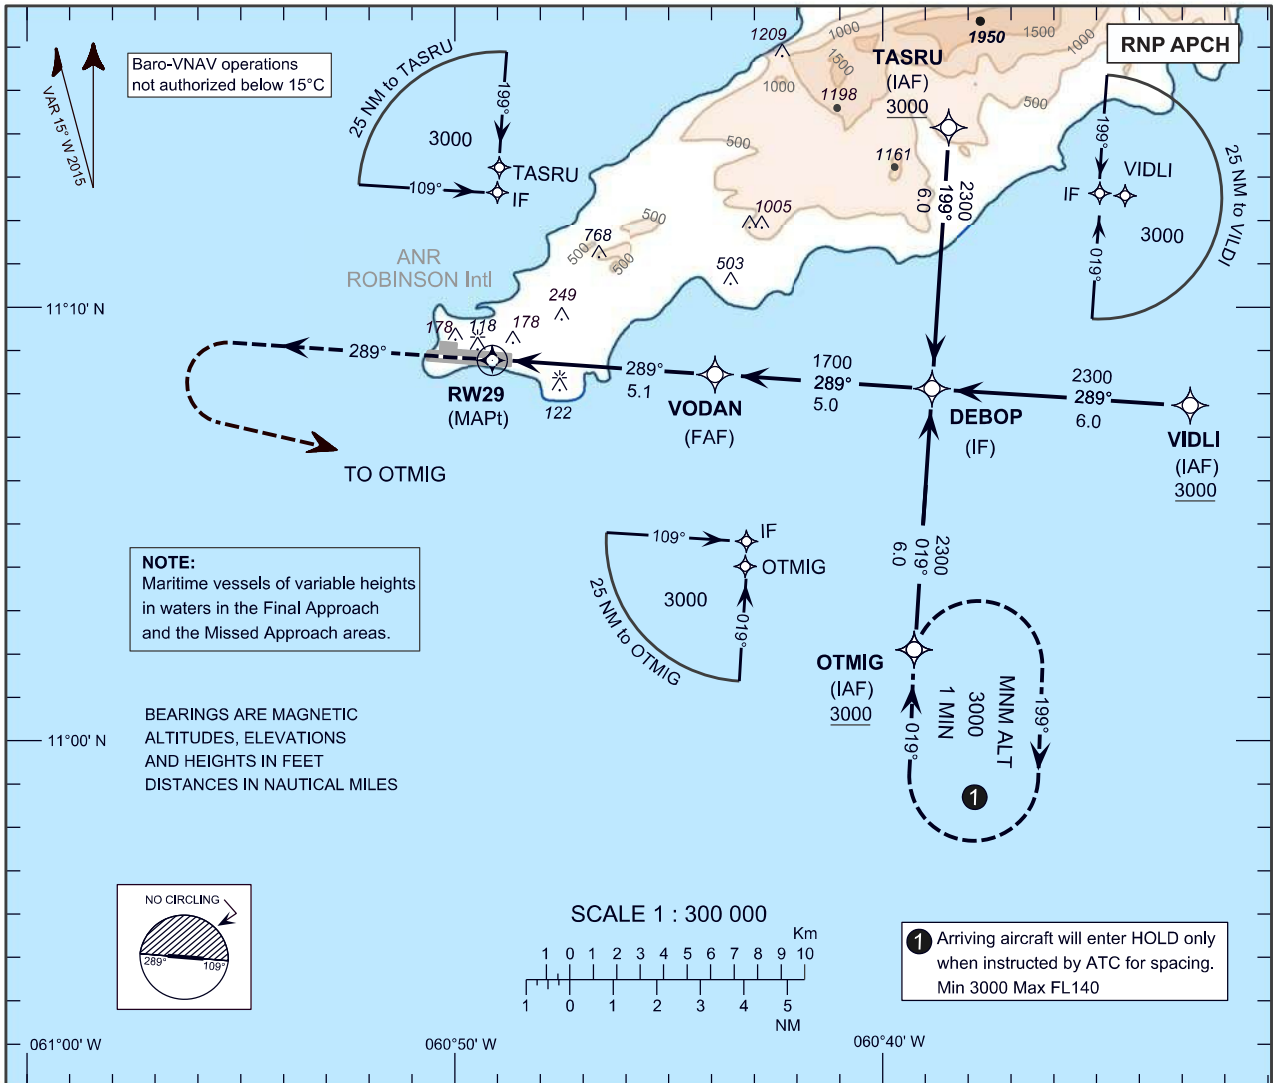 RNP APCH
Baro-VNAV operations
not authorized below 15°C
VAR 15° W 2015
25 NM to TASRU
199°
3000
TASRU
109°
IF
1209
1000
1500
1950
1500
1000
TASRU
(IAF)
3000
1000
1500
1198
500
500
1161
2300
199°
6.0
199°
VIDLI
IF
3000
019°
25 NM to VILDI
1005
500
768
500
500
503
249
ANR
ROBINSON Intl
178
118
178
11°10' N
289°
RW29
(MAPt)
122
289°
5.1
VODAN
(FAF)
1700
289°
5.0
DEBOP
(IF)
2300
289°
6.0
VIDLI
(IAF)
3000
TO OTMIG
109°
IF
OTMIG
3000
019°
25 NM to OTMIG
2300
019°
6.0
NOTE:
Maritime vessels of variable heights
in waters in the Final Approach
and the Missed Approach areas.
OTMIG
(IAF)
3000
MNM ALT
3000
1 MIN
199°
019°
1
BEARINGS ARE MAGNETIC
ALTITUDES, ELEVATIONS
AND HEIGHTS IN FEET
DISTANCES IN NAUTICAL MILES
11°00' N
NO CIRCLING
289°
109°
SCALE 1 : 300 000
Km
1 0 1 2 3 4 5 6 7 8 9 10
1 0 1 2 3 4 5
NM
1 Arriving aircraft will enter HOLD only
when instructed by ATC for spacing.
Min 3000 Max FL140
061°00' W
060°50' W
060°40' W